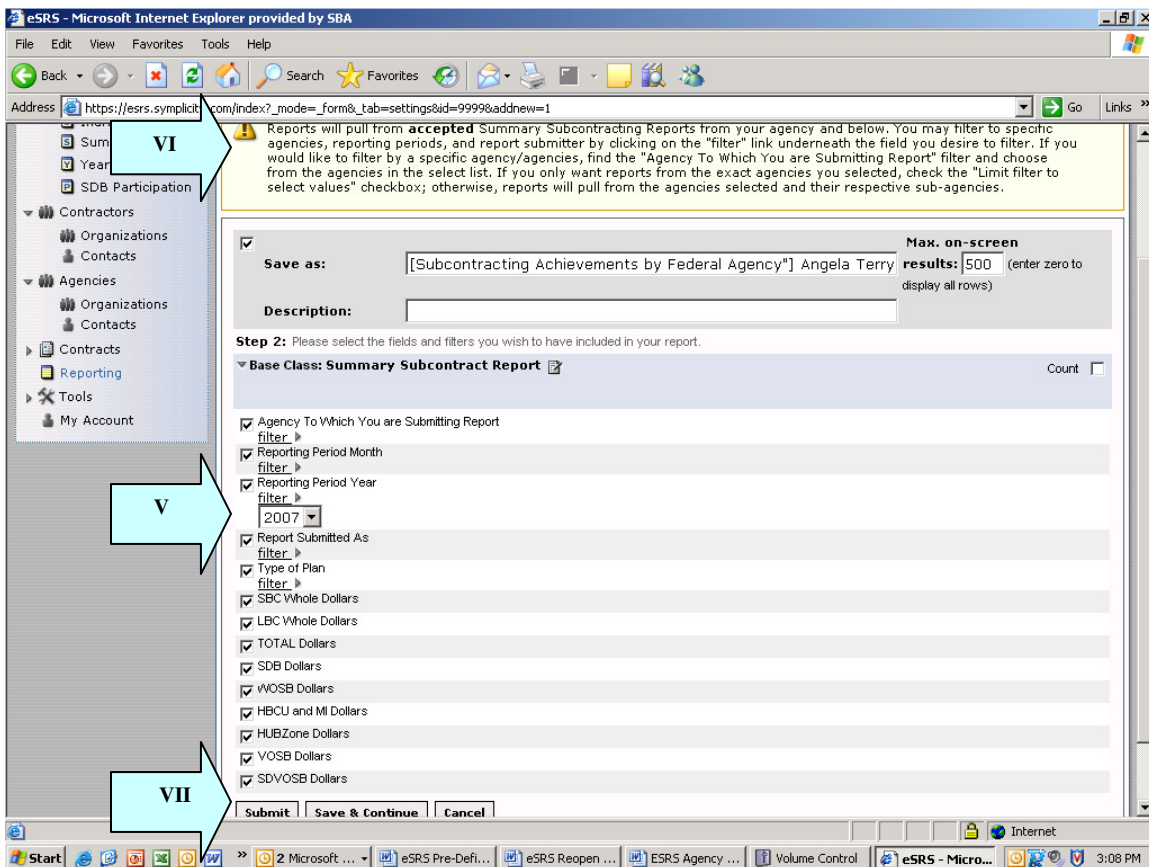 eSRS - Microsoft Internet Explorer provided by SBA
File Edit View Favorites Tools Help
Back Search Favorites
Address https://esrs.symplicity.com/index?_mode=_form&_tab=settings&id=9999&addnew=1 Go Links »
Sum
Year
SDB Participation
Contractors
Organizations
Contacts
Agencies
Organizations
Contacts
Contracts
Reporting
Tools
My Account
VI
Reports will pull from accepted Summary Subcontracting Reports from your agency and below. You may filter to specific
agencies, reporting periods, and report submitter by clicking on the "filter" link underneath the field you desire to filter. If you
would like to filter by a specific agency/agencies, find the "Agency To Which You are Submitting Report" filter and choose
from the agencies in the select list. If you only want reports from the exact agencies you selected, check the "Limit filter to
select values" checkbox; otherwise, reports will pull from the agencies selected and their respective sub-agencies.
Save as: [Subcontracting Achievements by Federal Agency"] Angela Terry
Max. on-screen
results: 500 (enter zero to
display all rows)
Description:
Step 2: Please select the fields and filters you wish to have included in your report.
Base Class: Summary Subcontract Report Count
Agency To Which You are Submitting Report
filter
Reporting Period Month
filter
Reporting Period Year
filter
V
2007
Report Submitted As
filter
Type of Plan
filter
SBC Whole Dollars
LBC Whole Dollars
TOTAL Dollars
SDB Dollars
WOSB Dollars
HBCU and MI Dollars
HUBZone Dollars
VOSB Dollars
SDVOSB Dollars
VII
Submit Save & Continue Cancel
Internet
Start » 2 Microsoft ... eSRS Pre-Defi... eSRS Reopen ... ESRS Agency ... Volume Control eSRS - Micro... 3:08 PM